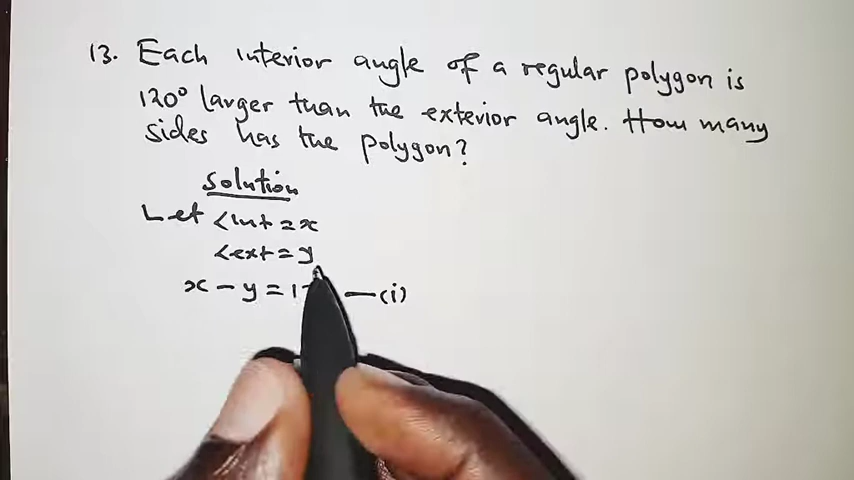 13. Each interior angle of a regular polygon is
120° larger than the exterior angle. How many
sides has the polygon?
Solution
Let <int = x
<ext = y
x - y = 1 —(i)